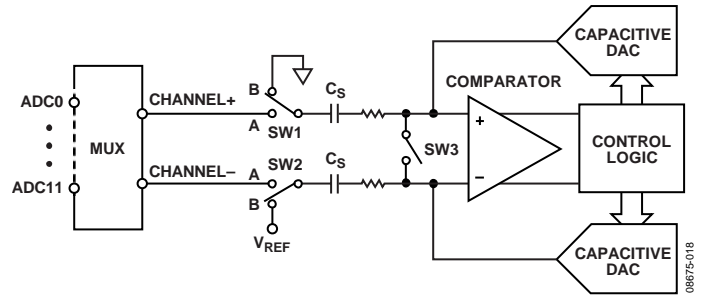 CAPACITIVE
DAC
B
CS
COMPARATOR
ADC0
CHANNEL+
A
SW1
+
MUX
SW3
CONTROL
LOGIC
CHANNEL–
A
SW2
CS
–
ADC11
B
VREF
CAPACITIVE
DAC
08675-018